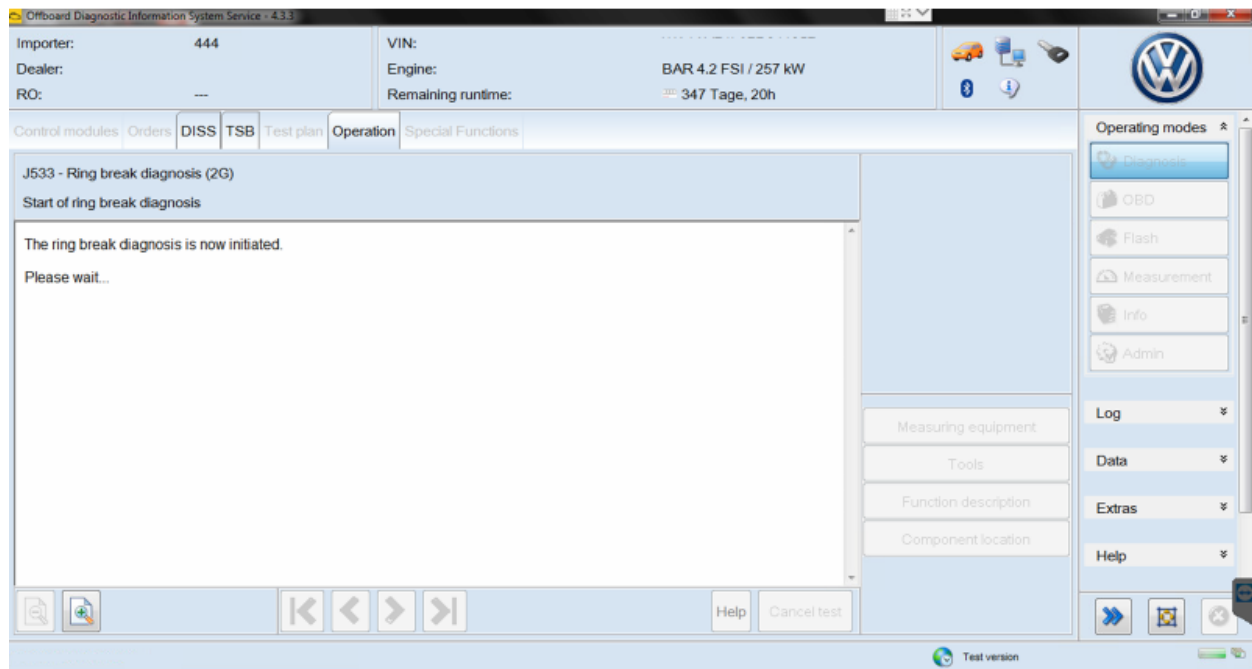 Offboard Diagnostic Information System Service - 4.3.3
Importer: 444
Dealer:
RO: ---
VIN:
Engine: BAR 4.2 FSI / 257 kW
Remaining runtime: 347 Tage, 20h
Control modules Orders DISS TSB Test plan Operation Special Functions
J533 - Ring break diagnosis (2G)
Start of ring break diagnosis
The ring break diagnosis is now initiated.
Please wait...
Measuring equipment
Tools
Function description
Component location
Help Cancel test
Operating modes
Diagnosis
OBD
Flash
Measurement
Info
Admin
Log
Data
Extras
Help
Test version